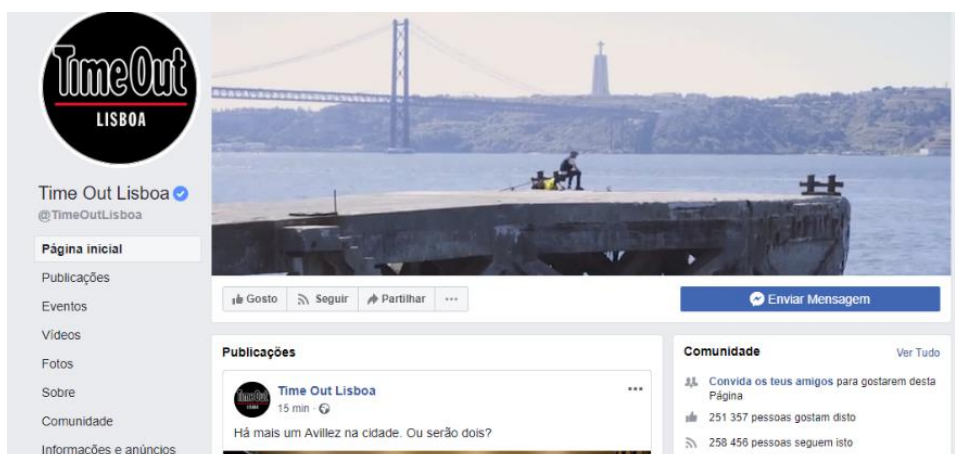 TimeOut
LISBOA
Time Out Lisboa
@TimeOutLisboa
Página inicial
Publicações
Eventos
Vídeos
Fotos
Sobre
Comunidade
Informações e anúncios
Gosto
Seguir
Partilhar
Enviar Mensagem
Publicações
Time Out Lisboa
15 min
Há mais um Avillez na cidade. Ou serão dois?
Comunidade
Ver Tudo
Convida os teus amigos para gostarem desta
Página
251 357 pessoas gostam disto
258 456 pessoas seguem isto